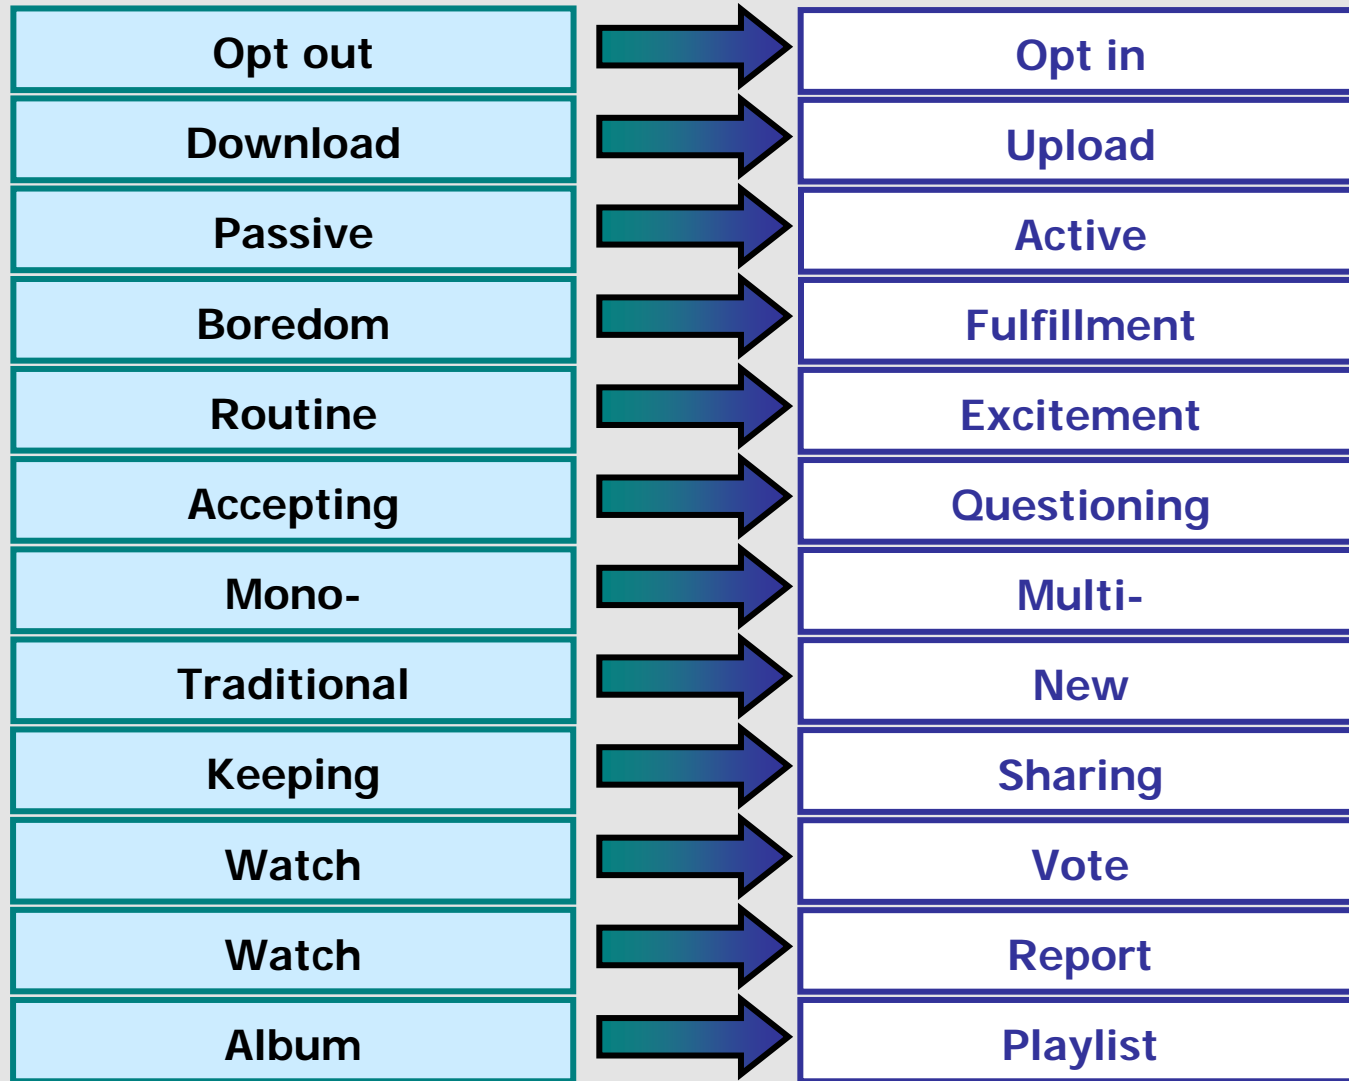 Opt out
Opt in
Download
Upload
Passive
Active
Boredom
Fulfillment
Routine
Excitement
Accepting
Questioning
Mono-
Multi-
Traditional
New
Keeping
Sharing
Watch
Vote
Watch
Report
Album
Playlist